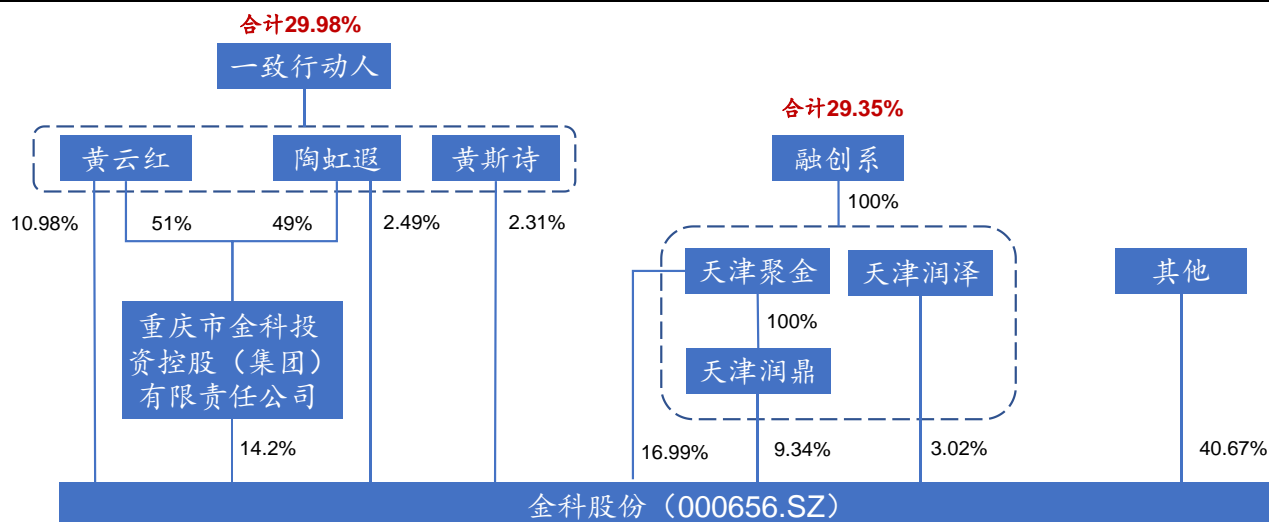 合计29.98%
一致行动人
合计29.35%
黄云红
陶虹遐
黄斯诗
融创系
10.98%
51%
49%
2.49%
2.31%
100%
天津聚金
天津润泽
其他
100%
重庆市金科投
资控股（集团）
有限责任公司
天津润鼎
14.2%
16.99%
9.34%
3.02%
40.67%
金科股份（000656.SZ）